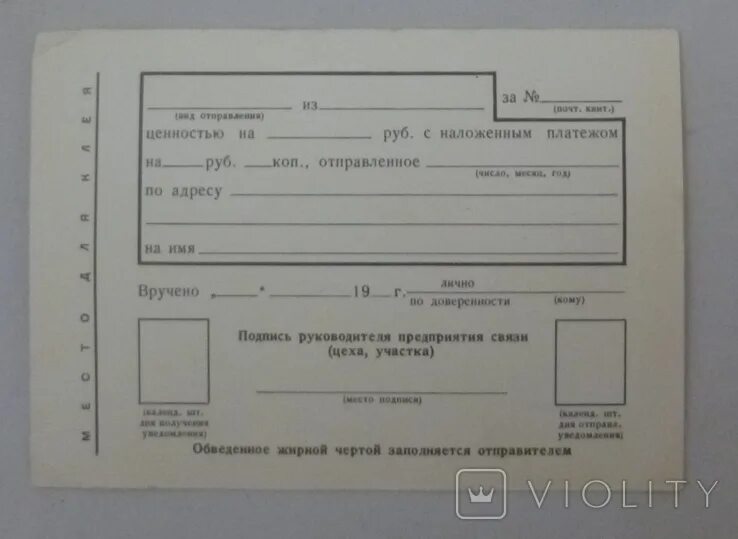 МЕСТО ДЛЯ КЛЕЯ
за №
(почт. квит.)
из
(вид отправления)
ценностью на руб. с наложенным платежом
на руб. коп., отправленное
(число, месяц, год)
по адресу
на имя
Вручено „ “ 19 г. лично
по доверенности (кому)
Подпись руководителя предприятия связи
(цеха, участка)
(место подписи)
(календ. шт.
для получения
уведомления)
(календ. шт.
дня отправл.
уведомления)
Обведенное жирной чертой заполняется отправителем
VIOLITY